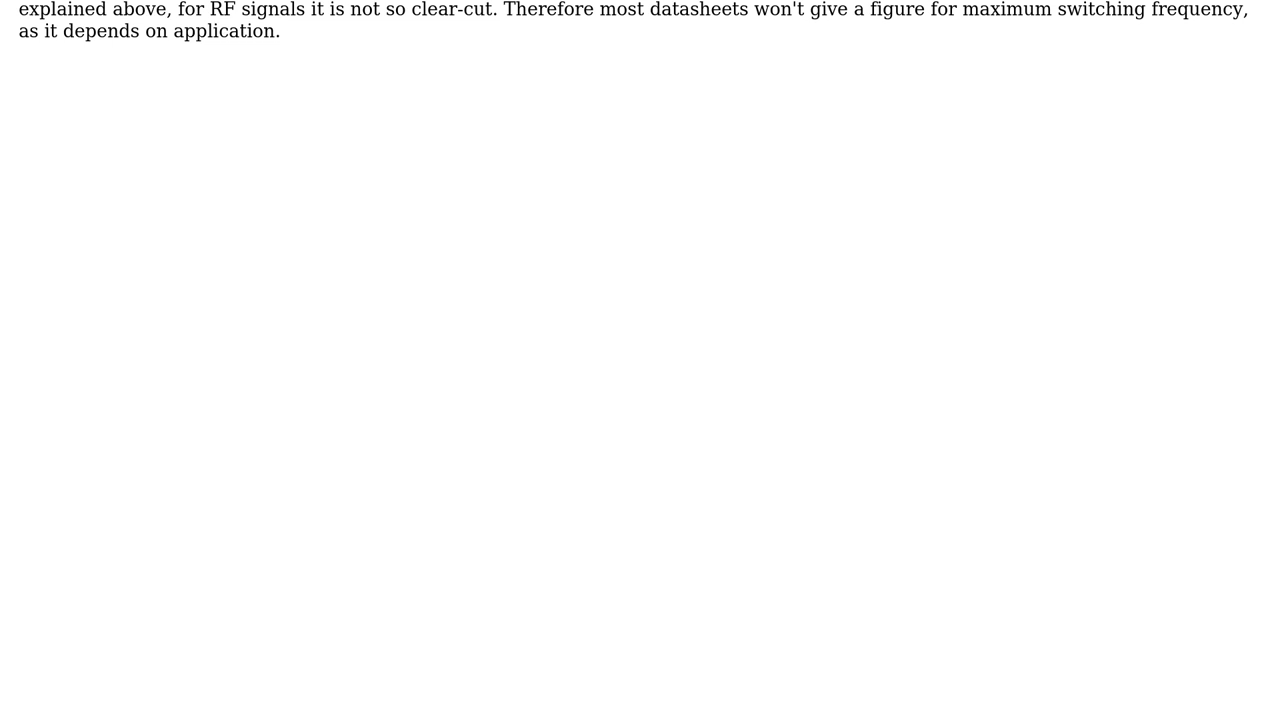 explained above, for RF signals it is not so clear-cut. Therefore most datasheets won't give a figure for maximum switching frequency,
as it depends on application.